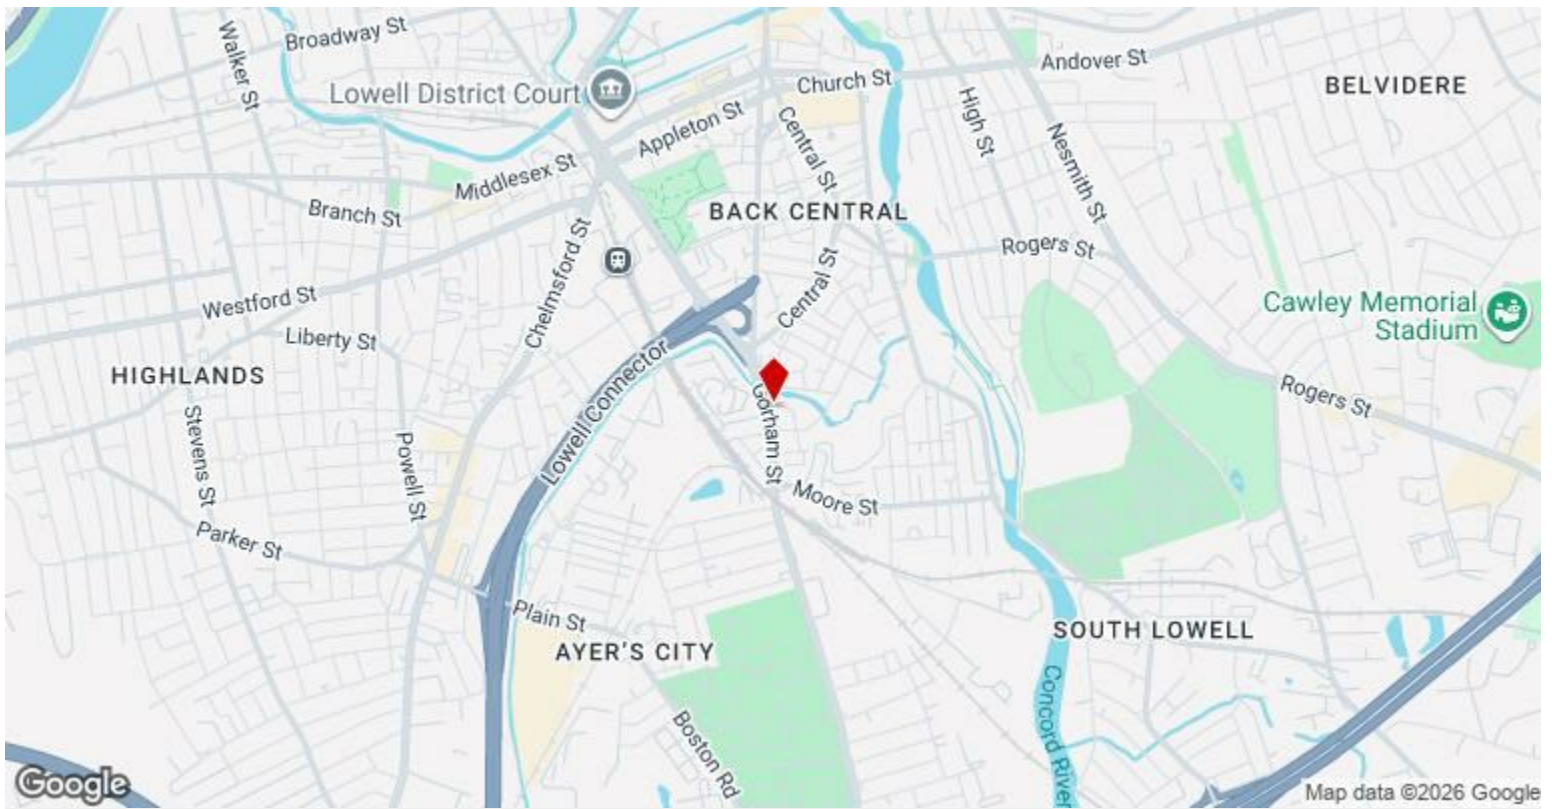 Broadway St
Walker St
Lowell District Court
Church St
Andover St
BELVIDERE
Appleton St
Central St
High St
Nesmith St
Middlesex St
Branch St
BACK CENTRAL
Rogers St
Chelmsford St
Central St
Westford St
Liberty St
Cawley Memorial
Stadium
HIGHLANDS
Lowell Connector
Gorham St
Rogers St
Stevens St
Powell St
Moore St
Parker St
Plain St
AYER'S CITY
SOUTH LOWELL
Concord River
Boston Rd
Google
Map data ©2026 Google